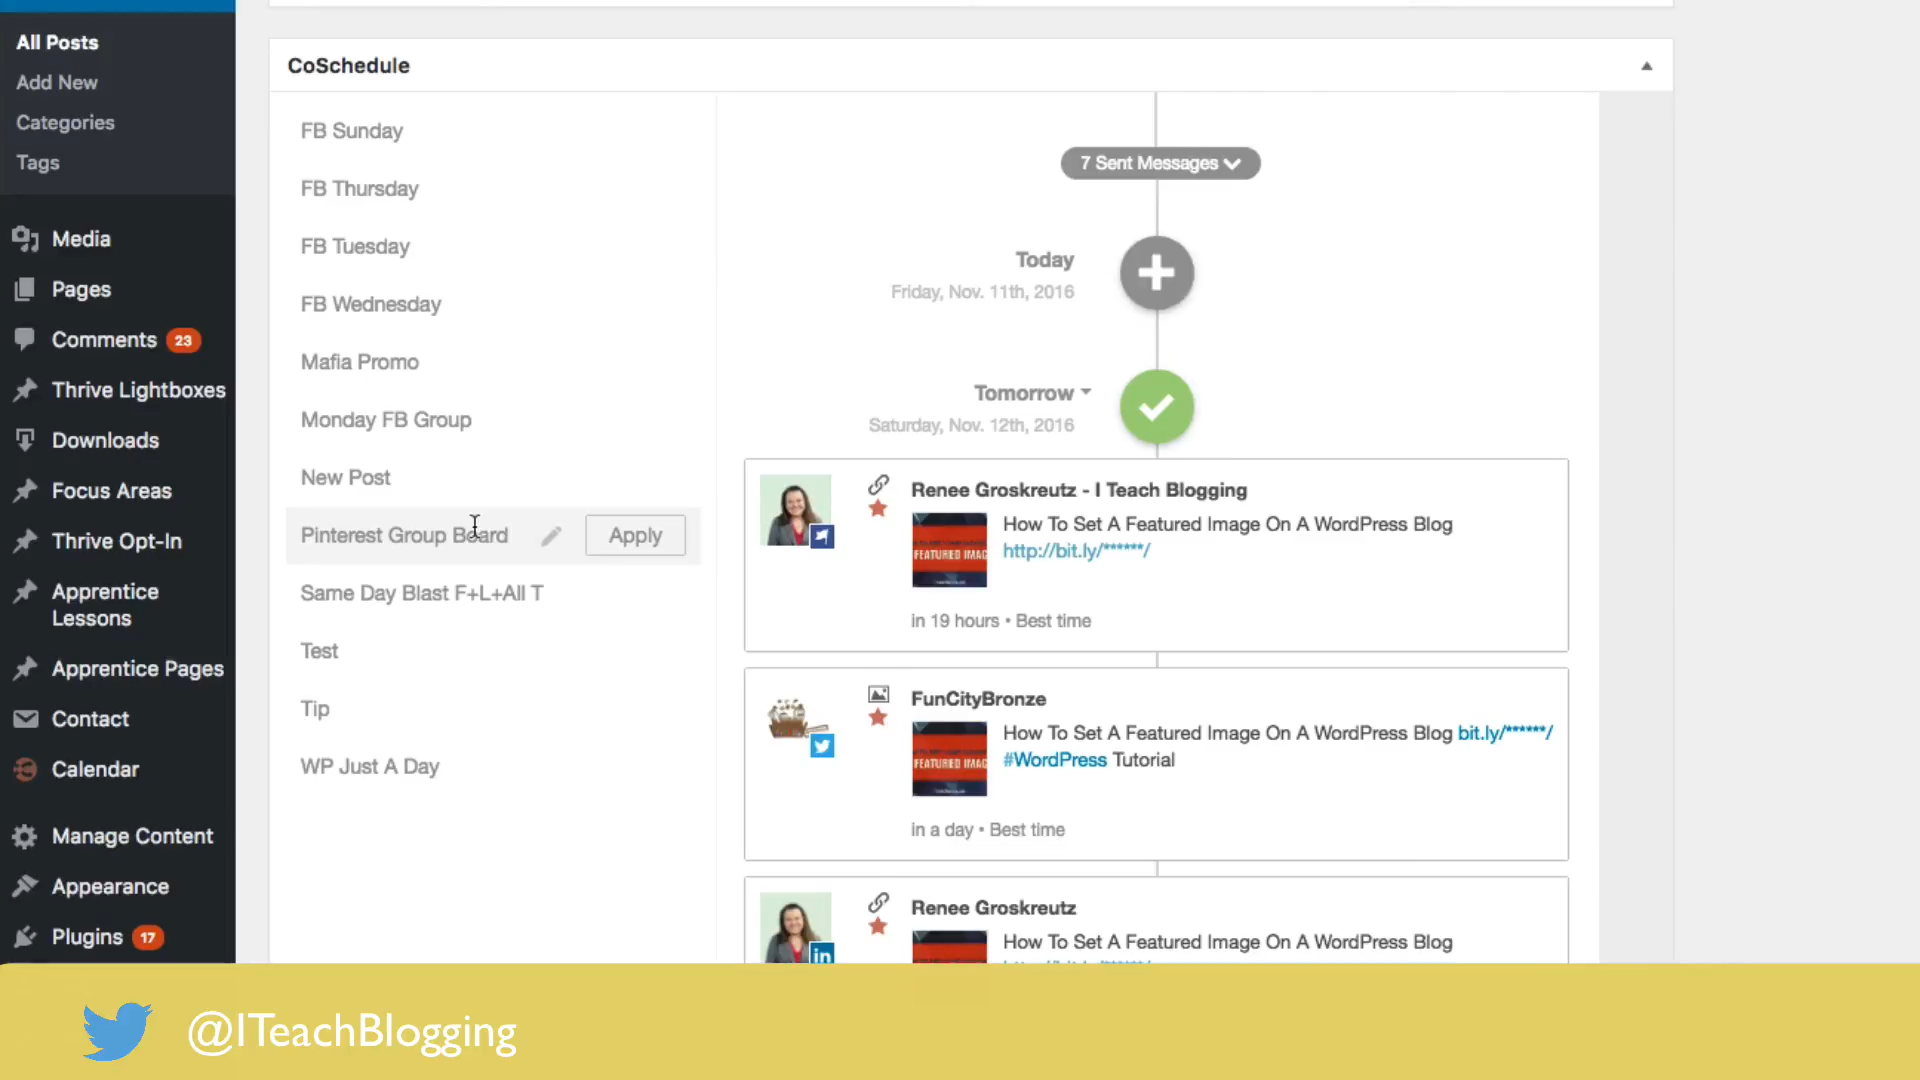 All Posts
Add New
Categories
Tags
Media
Pages
Comments 23
Thrive Lightboxes
Downloads
Focus Areas
Thrive Opt-In
Apprentice
Lessons
Apprentice Pages
Contact
Calendar
Manage Content
Appearance
Plugins 17
CoSchedule
FB Sunday
FB Thursday
FB Tuesday
FB Wednesday
Mafia Promo
Monday FB Group
New Post
Pinterest Group Board Apply
Same Day Blast F+L+All T
Test
Tip
WP Just A Day
7 Sent Messages
Today
Friday, Nov. 11th, 2016
Tomorrow
Saturday, Nov. 12th, 2016
Renee Groskreutz - I Teach Blogging
How To Set A Featured Image On A WordPress Blog
http://bit.ly/******/
FEATURED IMAG
in 19 hours • Best time
FunCityBronze
How To Set A Featured Image On A WordPress Blog bit.ly/******/
#WordPress Tutorial
FEATURED IMAG
in a day • Best time
Renee Groskreutz
in
How To Set A Featured Image On A WordPress Blog
@ITeachBlogging